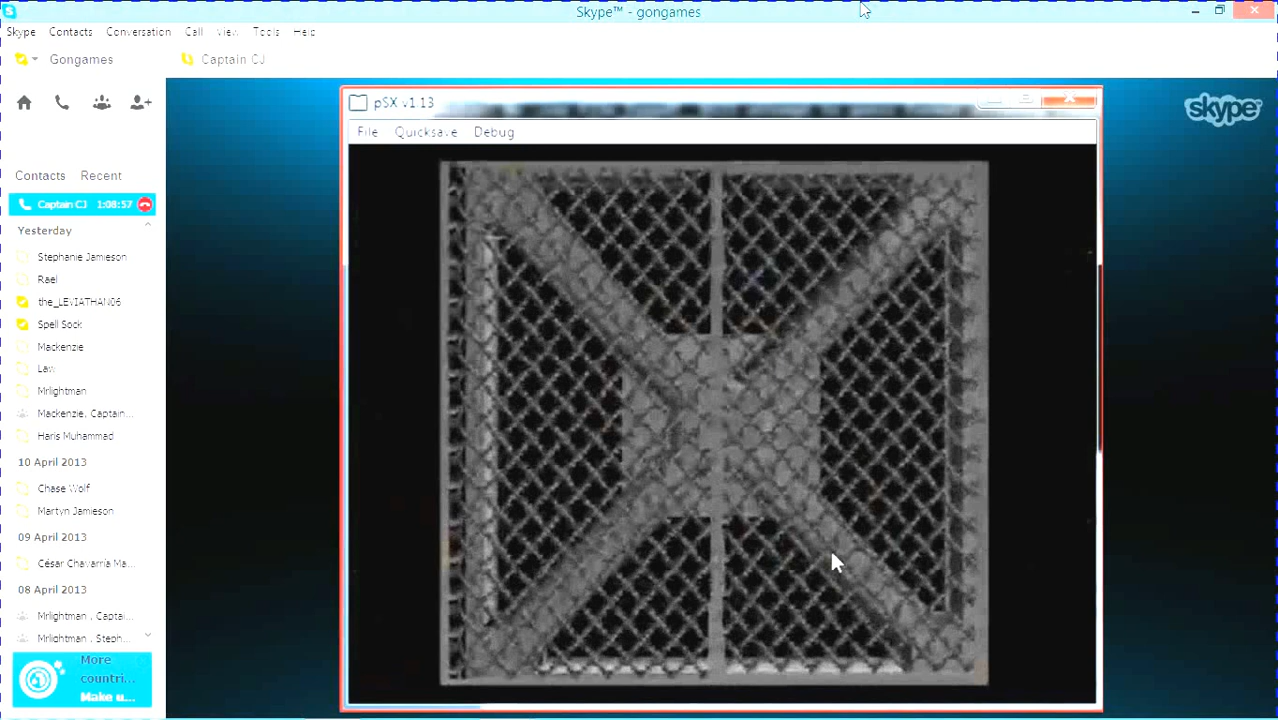 Skype™ - gongames
Skype Contacts Conversation Call View Tools Help
Gongames
Captain CJ
skype
pSX v1.13
File Quicksave Debug
Contacts Recent
Captain CJ 1:08:57
Yesterday
Stephanie Jamieson
Rael
the_LEVIATHAN06
Spell Sock
Mackenzie
Law
Mrlightman
Mackenzie, Captain...
Haris Muhammad
10 April 2013
Chase Wolf
Martyn Jamieson
09 April 2013
César Chavarría Ma...
08 April 2013
Mrlightman , Captai...
Mrlightman , Steph...
More
countri...
Make u...